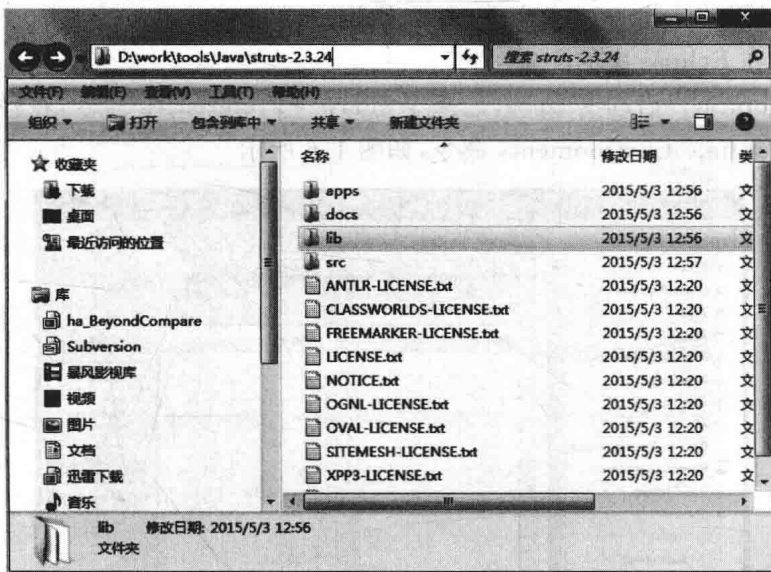 D:\work\tools\Java\struts-2.3.24
搜索 struts-2.3.24
文件(F) 编辑(E) 查看(V) 工具(T) 帮助(H)
组织 打开 包含到库中 共享 新建文件夹
收藏夹
下载
桌面
最近访问的位置
库
ha_BeyondCompare
Subversion
暴风影视库
视频
图片
文档
迅雷下载
音乐
名称 修改日期 类
apps 2015/5/3 12:56 文
docs 2015/5/3 12:56 文
lib 2015/5/3 12:56 文
src 2015/5/3 12:57 文
ANTLR-LICENSE.txt 2015/5/3 12:20 文
CLASSWORLDS-LICENSE.txt 2015/5/3 12:20 文
FREEMARKER-LICENSE.txt 2015/5/3 12:20 文
LICENSE.txt 2015/5/3 12:20 文
NOTICE.txt 2015/5/3 12:20 文
OGNL-LICENSE.txt 2015/5/3 12:20 文
OVAL-LICENSE.txt 2015/5/3 12:20 文
SITEMESH-LICENSE.txt 2015/5/3 12:20 文
XPP3-LICENSE.txt 2015/5/3 12:20 文
lib 修改日期: 2015/5/3 12:56
文件夹